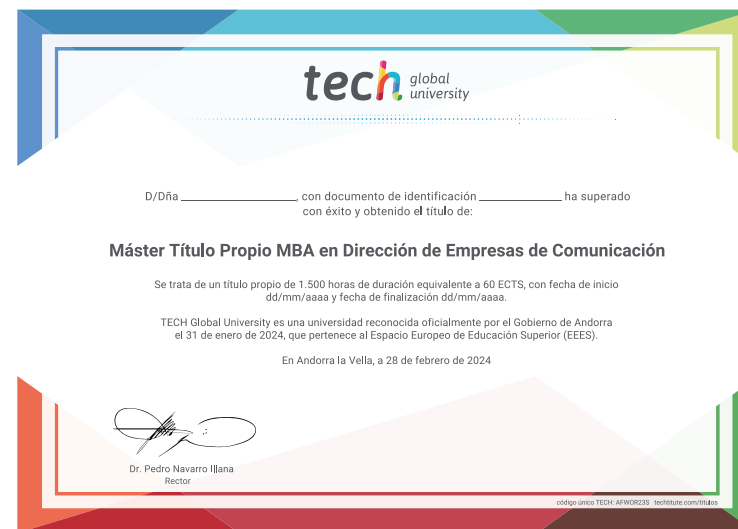 tech global university
D/Dña ____________, con documento de identificación ____________ ha superado
con éxito y obtenido el título de:
Máster Título Propio MBA en Dirección de Empresas de Comunicación
Se trata de un título propio de 1.500 horas de duración equivalente a 60 ECTS, con fecha de inicio
dd/mm/aaaa y fecha de finalización dd/mm/aaaa.
TECH Global University es una universidad reconocida oficialmente por el Gobierno de Andorra
el 31 de enero de 2024, que pertenece al Espacio Europeo de Educación Superior (EEES).
En Andorra la Vella, a 28 de febrero de 2024
Dr. Pedro Navarro Illana
Rector
código único TECH: AFWOR23S techtitute.com/titulos